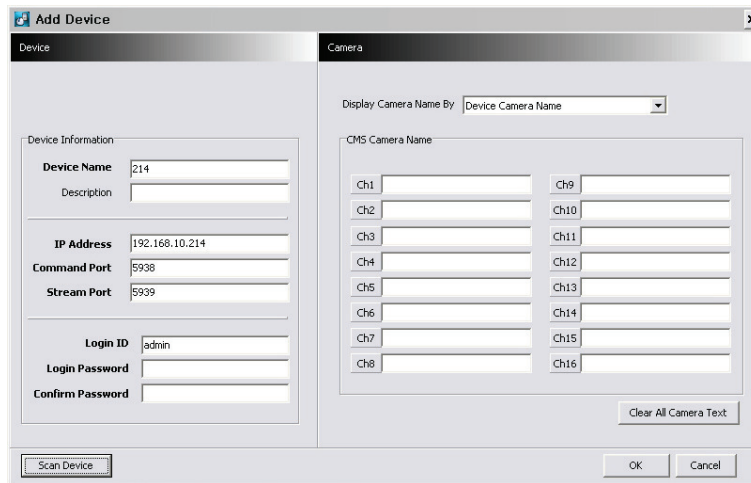 Add Device
Device
Camera
Display Camera Name By Device Camera Name
Device Information
Device Name 214
Description
IP Address 192.168.10.214
Command Port 5938
Stream Port 5939
Login ID admin
Login Password
Confirm Password
CMS Camera Name
Ch1 Ch9
Ch2 Ch10
Ch3 Ch11
Ch4 Ch12
Ch5 Ch13
Ch6 Ch14
Ch7 Ch15
Ch8 Ch16
Clear All Camera Text
Scan Device
OK Cancel